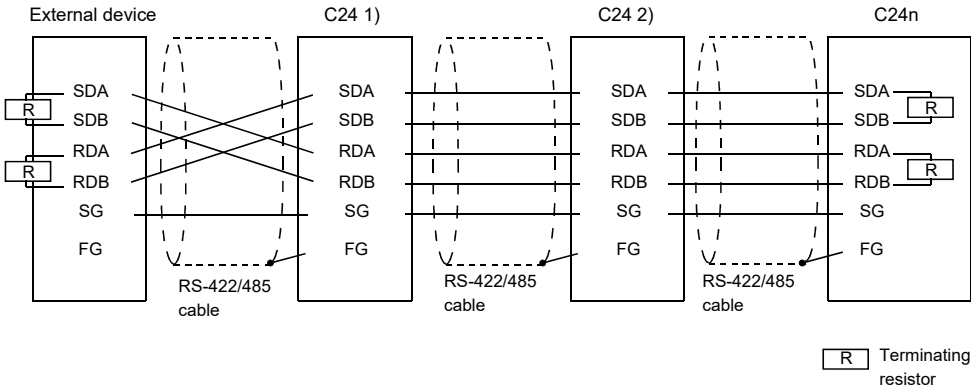 External device
C24 1)
C24 2)
C24n
SDA
SDB
RDA
RDB
SG
FG
R
R
SDA
SDB
RDA
RDB
SG
FG
SDA
SDB
RDA
RDB
SG
FG
SDA
SDB
RDA
RDB
SG
FG
R
R
RS-422/485
cable
RS-422/485
cable
RS-422/485
cable
R Terminating
resistor